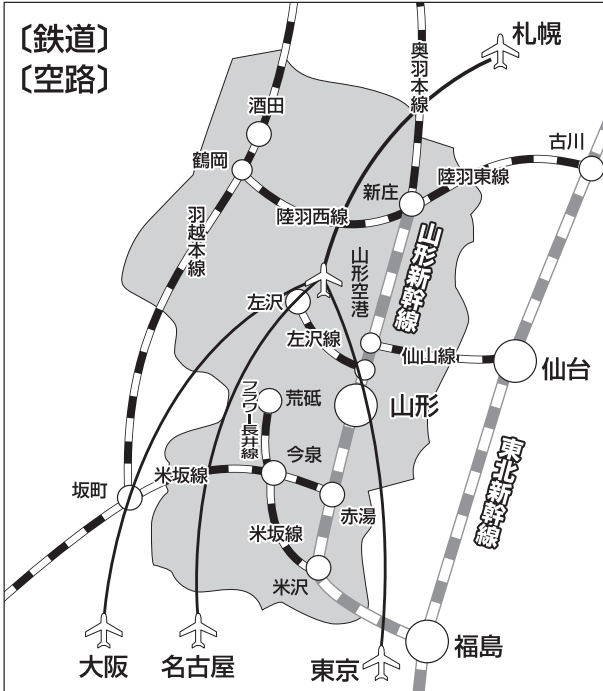 〔鉄道〕
〔空路〕
札幌
奥羽本線
酒田
古川
鶴岡
陸羽東線
新庄
陸羽西線
羽越本線
山形新幹線
山形空港
左沢
左沢線
仙山線
仙台
フラワー長井線
荒砥
山形
今泉
米坂線
坂町
赤湯
東北新幹線
米坂線
米沢
福島
大阪
名古屋
東京